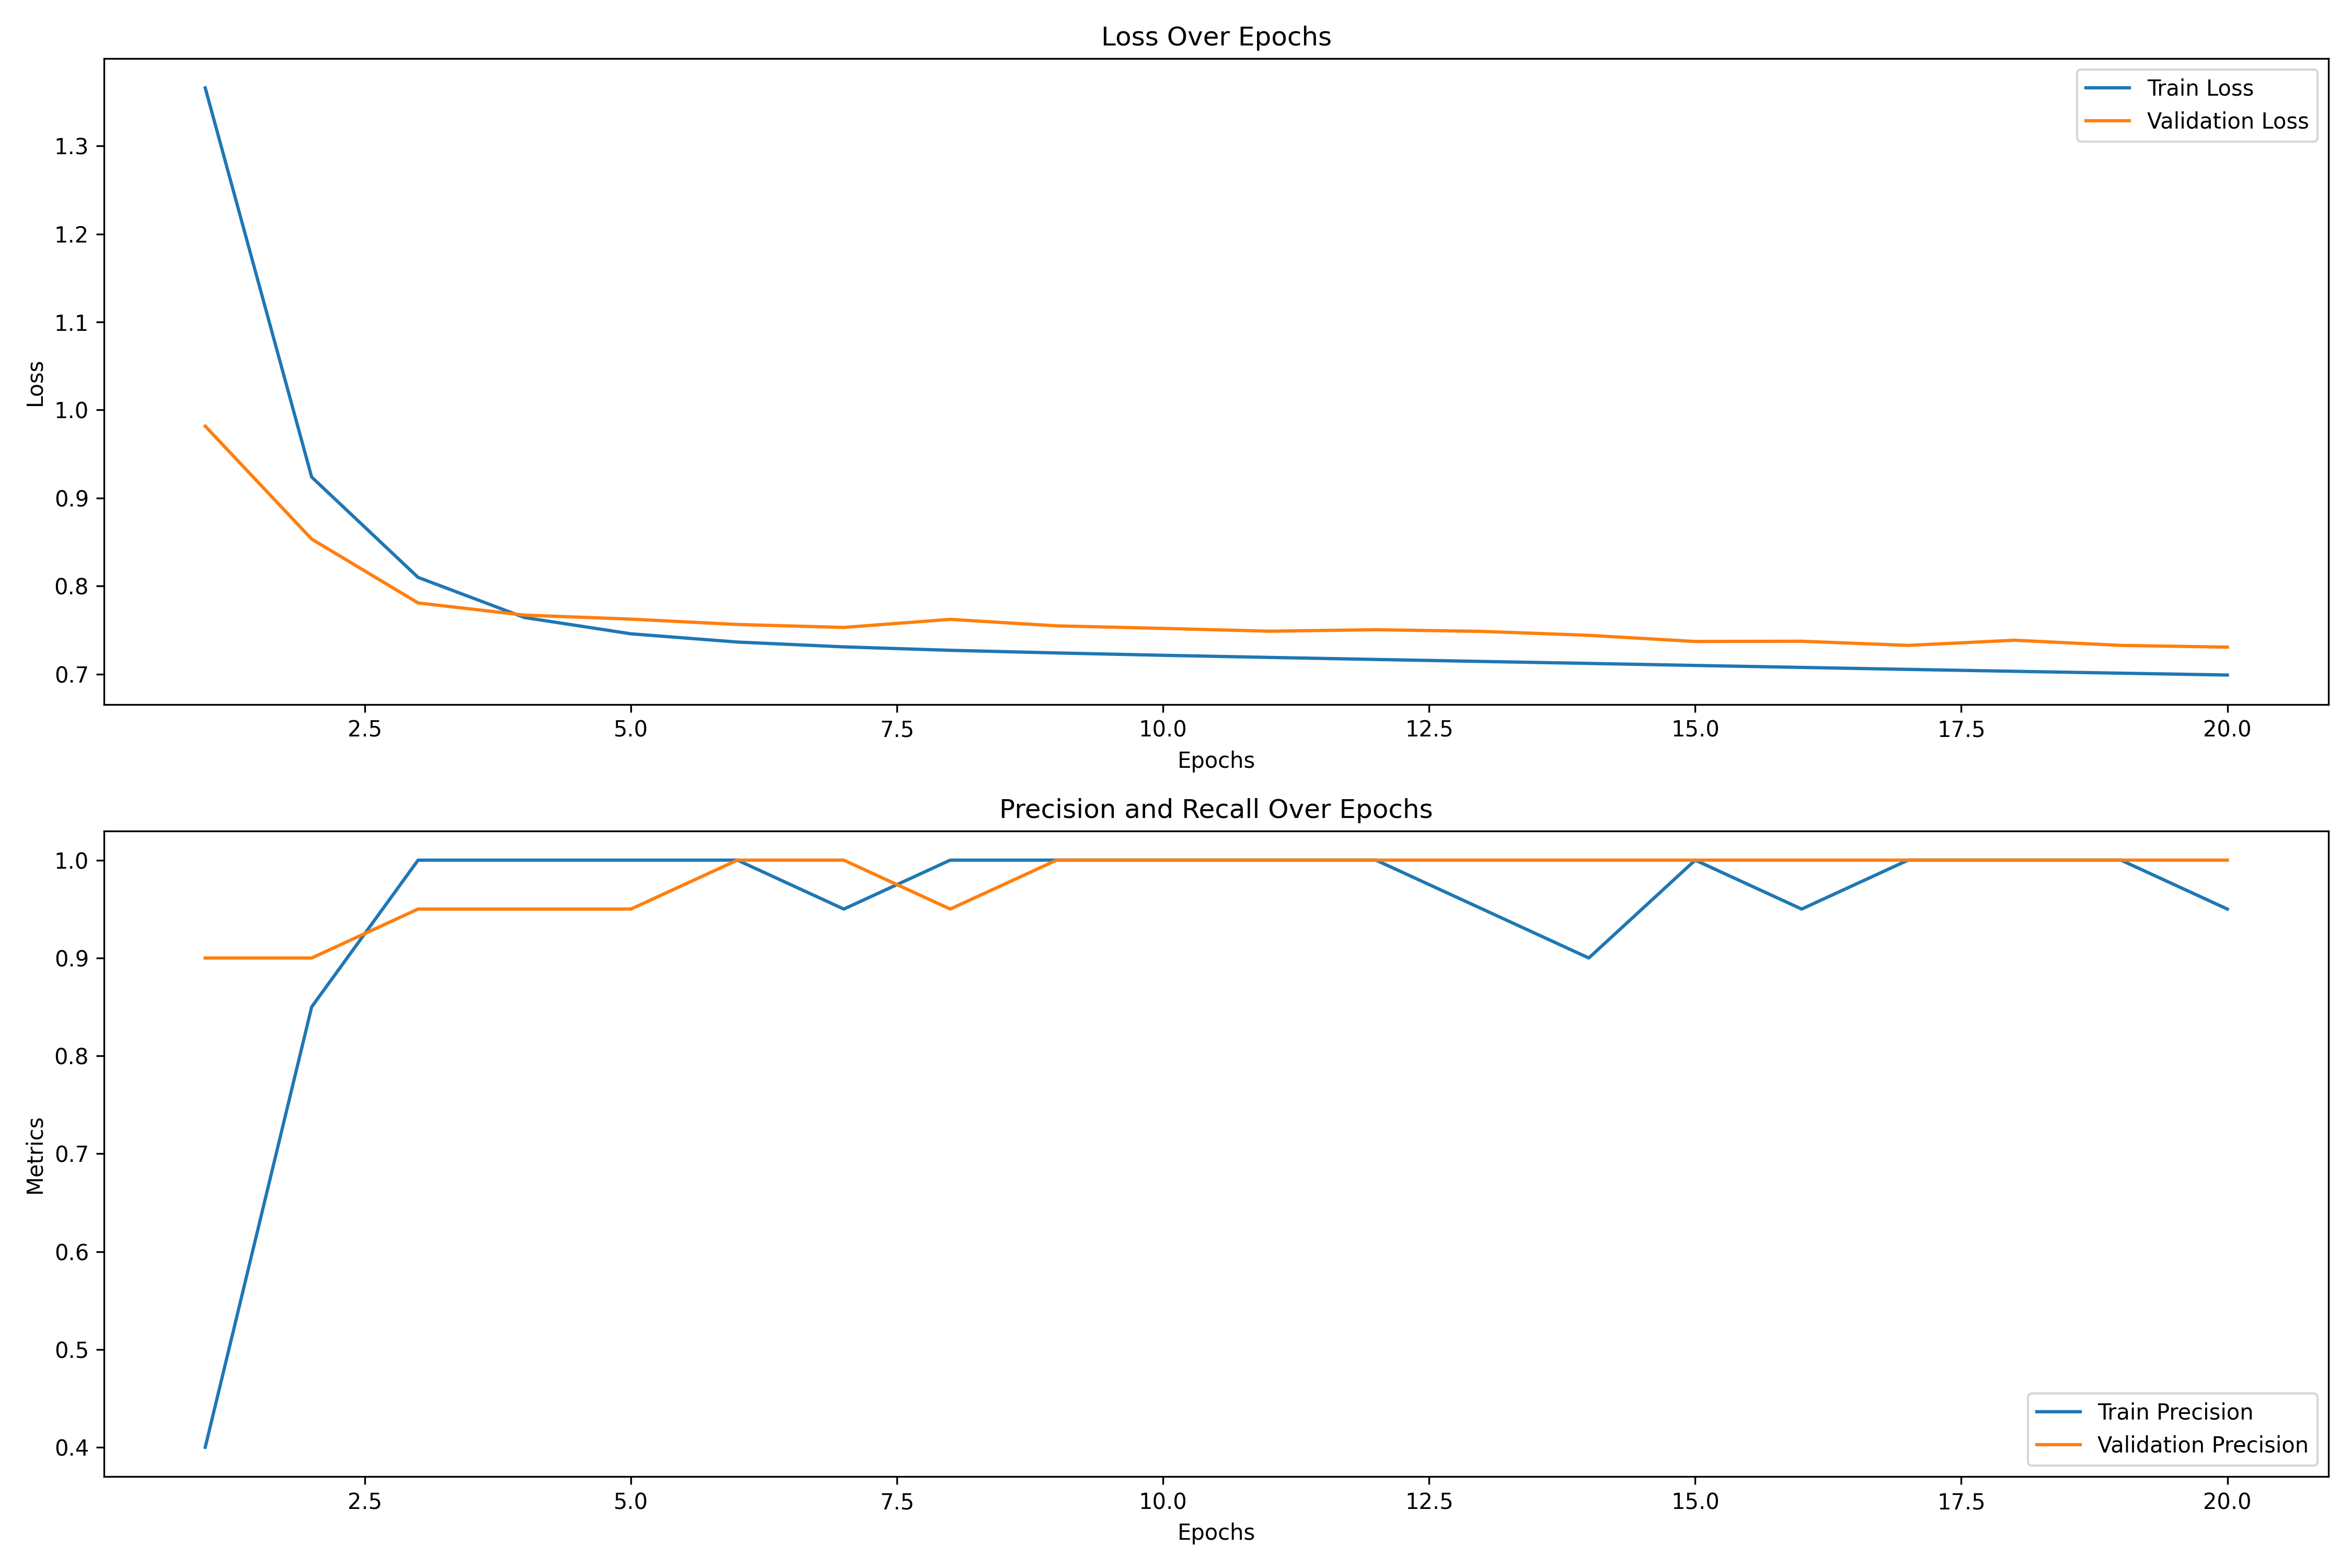 Loss Over Epochs
Train Loss
Validation Loss
1.3
1.2
1.1
1.0
0.9
0.8
0.7
Loss
2.5 5.0 7.5 10.0 12.5 15.0 17.5 20.0
Epochs
Precision and Recall Over Epochs
1.0
0.9
0.8
0.7
0.6
0.5
0.4
Metrics
Train Precision
Validation Precision
2.5 5.0 7.5 10.0 12.5 15.0 17.5 20.0
Epochs